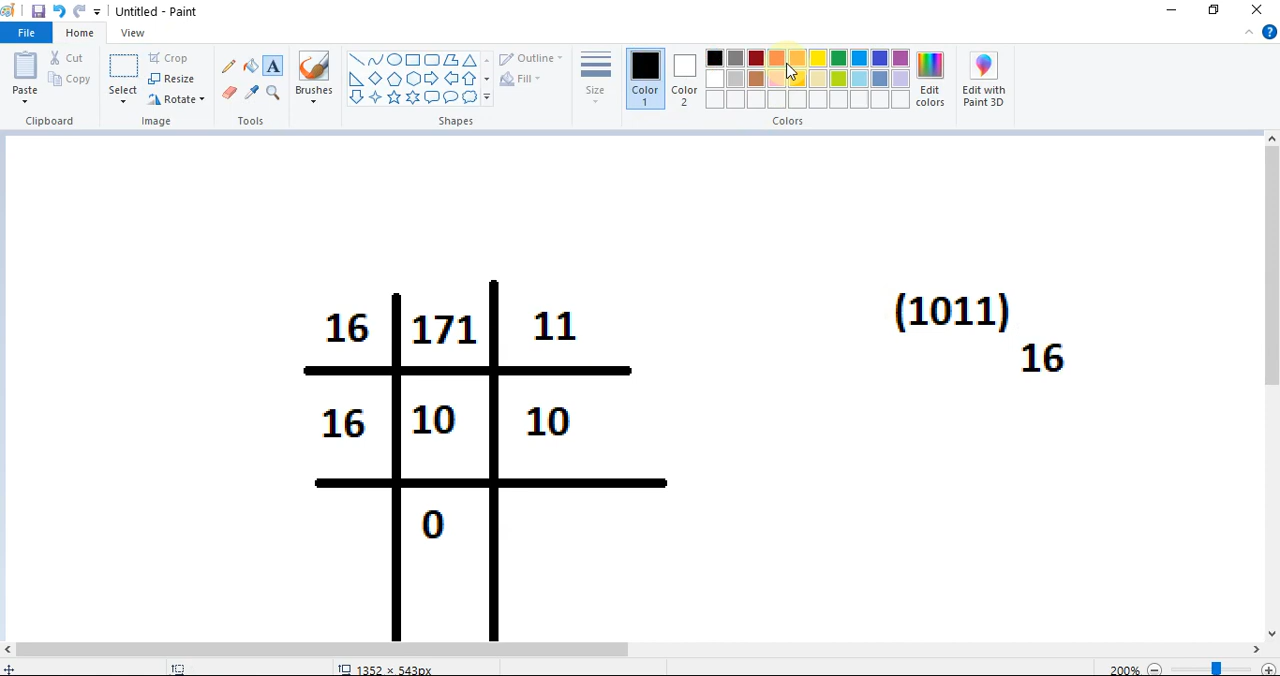 Untitled - Paint
File Home View
Paste
Cut
Copy
Clipboard
Select
Crop
Resize
Rotate
Image
A
Tools
Brushes
Outline
Fill
Shapes
Size
Color 1
Color 2
Colors
Edit colors
Edit with Paint 3D
16 171 11
16 10 10
0
(1011)
16
1352 × 543px
200%